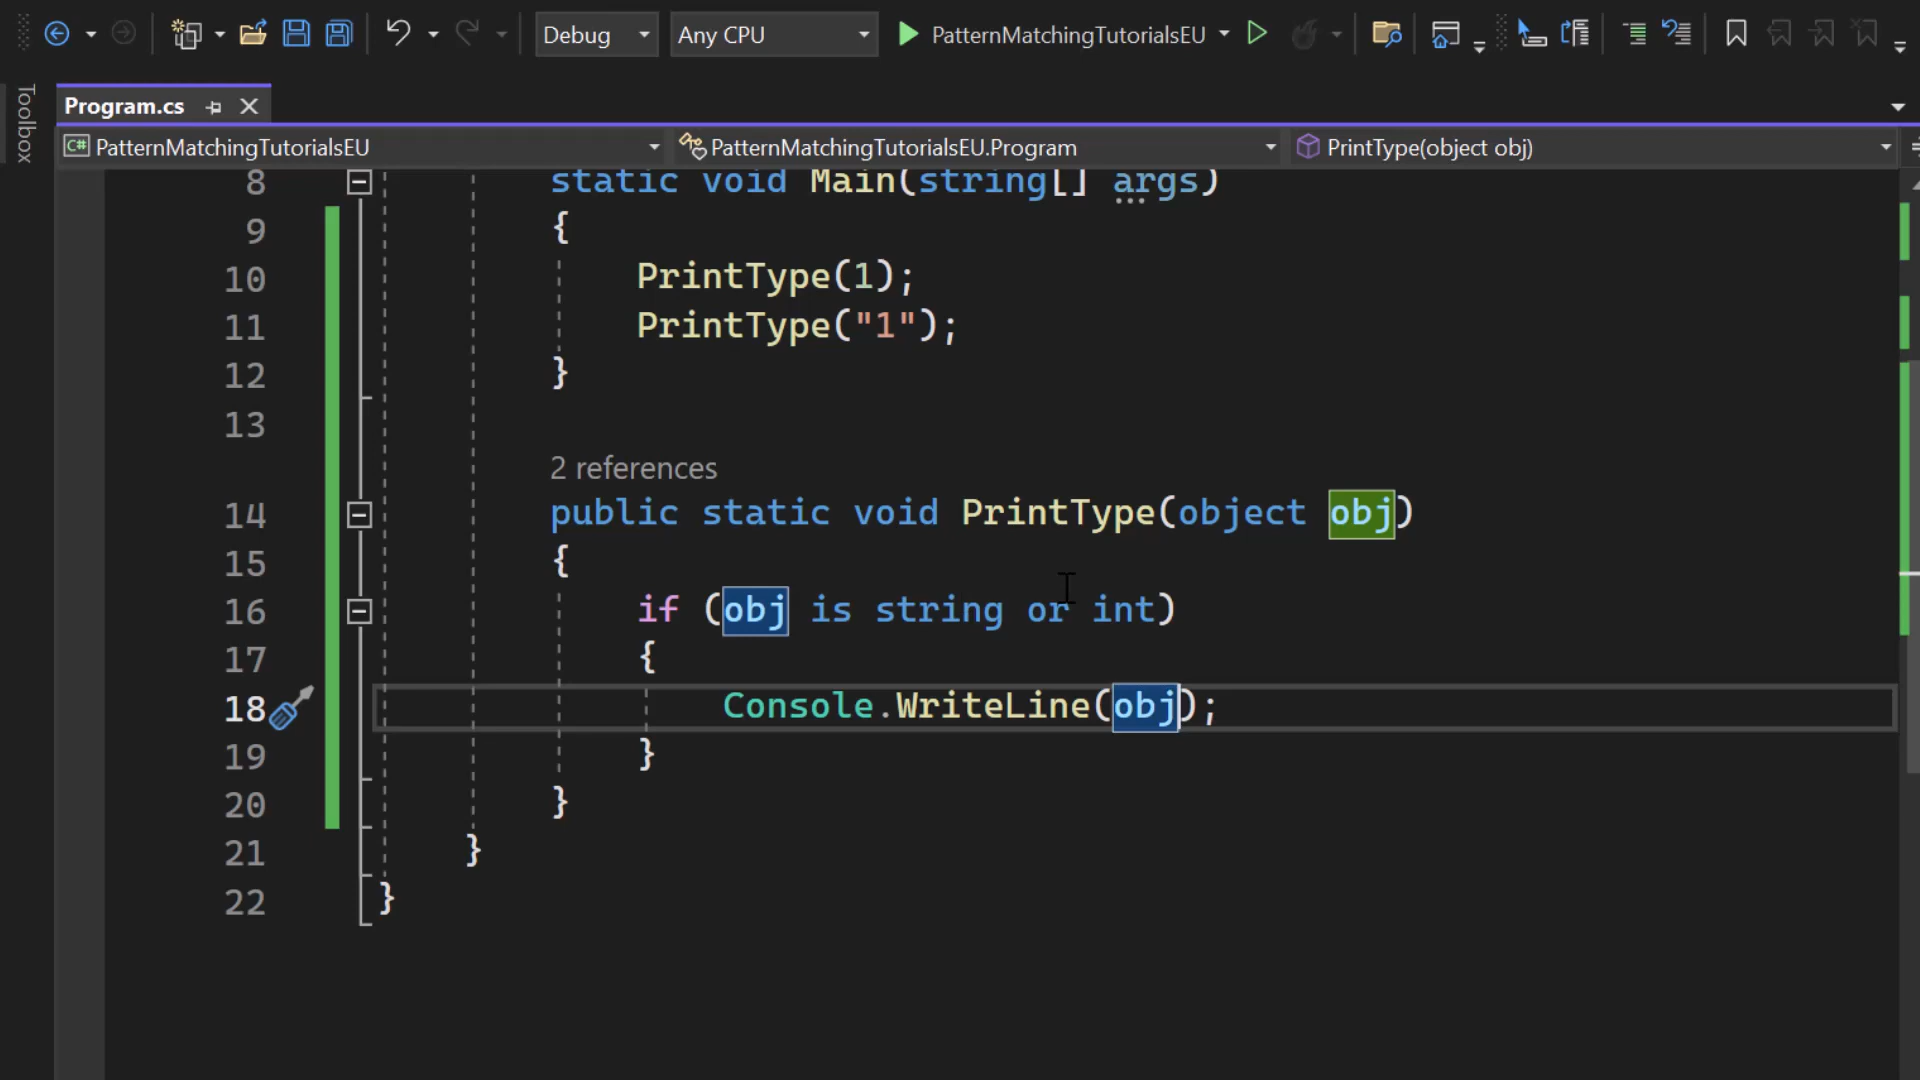 Debug Any CPU PatternMatchingTutorialsEU
Toolbox
Program.cs
C# PatternMatchingTutorialsEU PatternMatchingTutorialsEU.Program PrintType(object obj)
8 static void Main(string[] args)
9 {
10 PrintType(1);
11 PrintType("1");
12 }
13
2 references
14 public static void PrintType(object obj)
15 {
16 if (obj is string or int)
17 {
18 Console.WriteLine(obj);
19 }
20 }
21 }
22 }